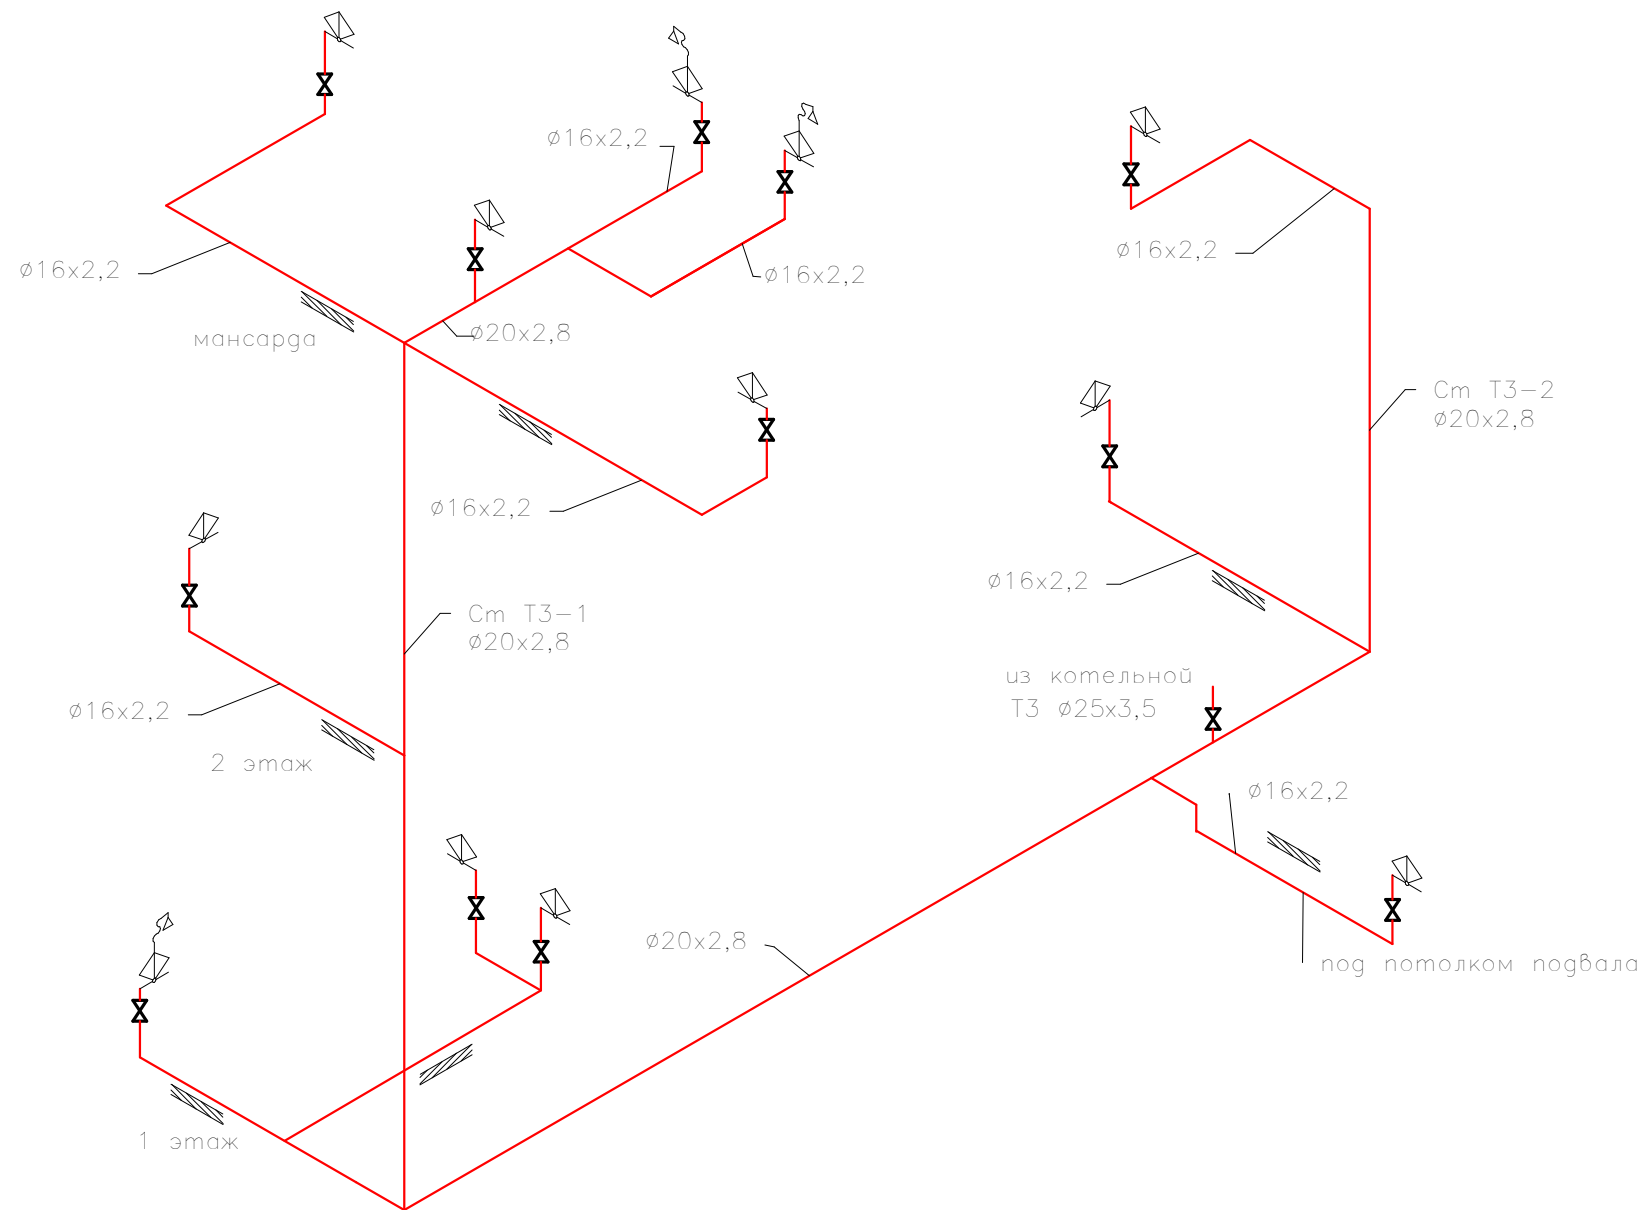 ø16x2,2
ø16x2,2
ø16x2,2
ø16x2,2
мансарда
ø20x2,8
Ст Т3-2
ø20x2,8
ø16x2,2
ø16x2,2
Ст Т3-1
ø20x2,8
из котельной
Т3 ø25x3,5
ø16x2,2
2 этаж
ø16x2,2
ø20x2,8
под потолком подвала
1 этаж